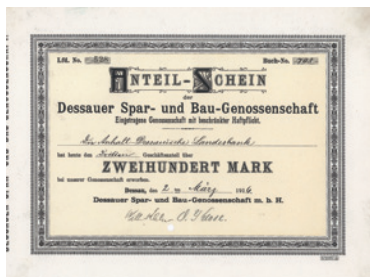 Lfd. No. Buch-No.
ANTEIL-SCHEIN
der
Dessauer Spar- und Bau-Genossenschaft
Eingetragene Genossenschaft mit beschränkter Haftpflicht.
Die Anhalt-Dessauische Landesbank
hat heute den Geschäftsanteil über
ZWEIHUNDERT MARK
bei unserer Genossenschaft erworben.
Dessau, den 2 März 19
Dessauer Spar- und Bau-Genossenschaft m. b. H.